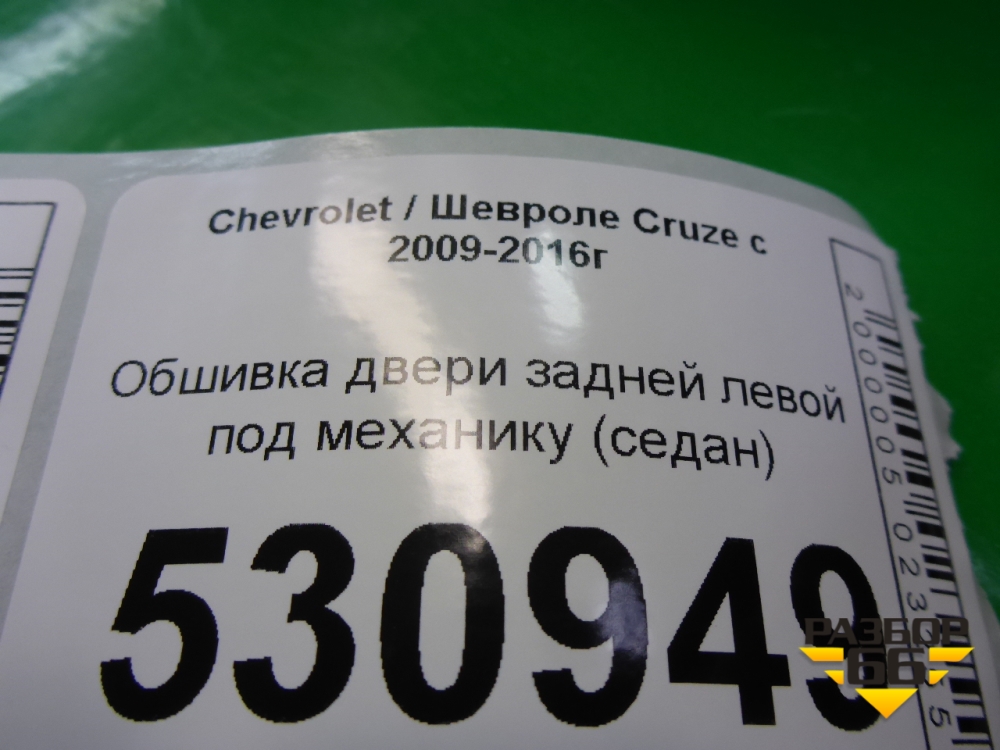 Chevrolet / Шевроле Cruze с
2009-2016г
Обшивка двери задней левой
под механику (седан)
530949
РАЗБОР
66